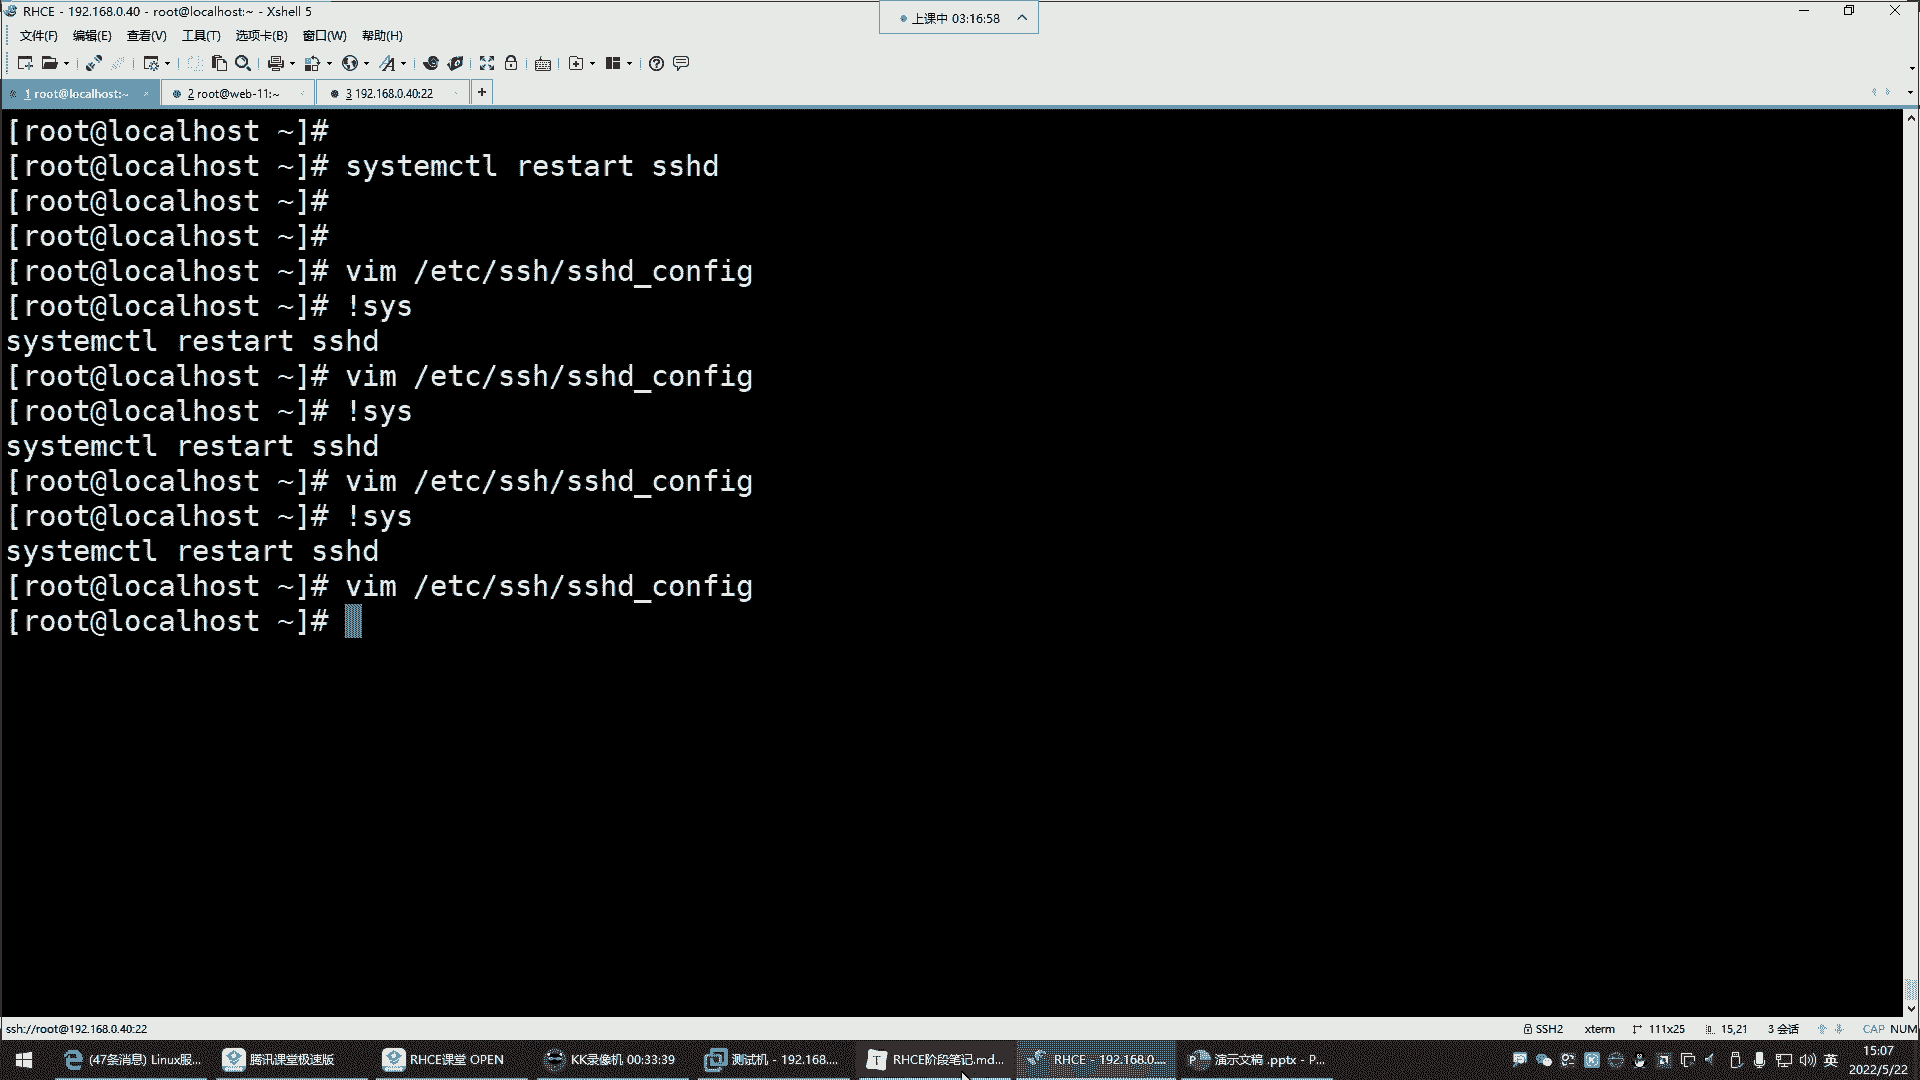 RHCE - 192.168.0.40 - root@localhost:~ - Xshell 5
上课中 03:16:58
文件(F) 编辑(E) 查看(V) 工具(T) 选项卡(B) 窗口(W) 帮助(H)
1 root@localhost:~ 2 root@web-11:~ 3 192.168.0.40:22
[root@localhost ~]#
[root@localhost ~]# systemctl restart sshd
[root@localhost ~]#
[root@localhost ~]#
[root@localhost ~]# vim /etc/ssh/sshd_config
[root@localhost ~]# !sys
systemctl restart sshd
[root@localhost ~]# vim /etc/ssh/sshd_config
[root@localhost ~]# !sys
systemctl restart sshd
[root@localhost ~]# vim /etc/ssh/sshd_config
[root@localhost ~]# !sys
systemctl restart sshd
[root@localhost ~]# vim /etc/ssh/sshd_config
[root@localhost ~]#
ssh://root@192.168.0.40:22 SSH2 xterm 111x25 15,21 3 会话 CAP NUM
(47条消息) Linux服... 腾讯课堂极速版 RHCE课堂 OPEN KK录像机 00:33:39 测试机 - 192.168.... RHCE阶段笔记.md... RHCE - 192.168.0.... 演示文稿 .pptx - P... 英 15:07
2022/5/22